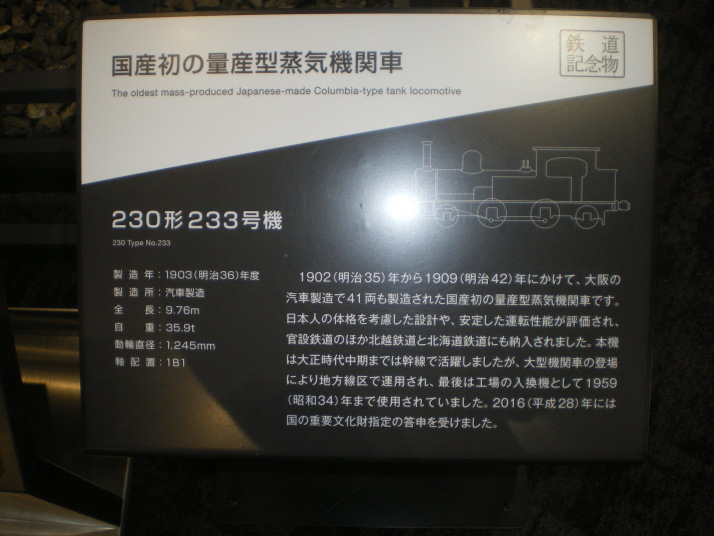 国産初の量産型蒸気機関車
The oldest mass-produced Japanese-made Columbia-type tank locomotive
鉄道
記念物
230形233号機
230 Type No.233
製造年：1903(明治36)年度
製造所：汽車製造
全長：9.76m
自重：35.9t
動輪直径：1,245mm
軸配置：1B1
1902(明治35)年から1909(明治42)年にかけて、大阪の
汽車製造で41両も製造された国産初の量産型蒸気機関車です。
日本人の体格を考慮した設計や、安定した運転性能が評価され、
官設鉄道のほか北越鉄道と北海道鉄道にも納入されました。本機
は大正時代中期までは幹線で活躍しましたが、大型機関車の登場
により地方線区で運用され、最後は工場の入換機として1959
(昭和34)年まで使用されていました。2016(平成28)年には
国の重要文化財指定の答申を受けました。